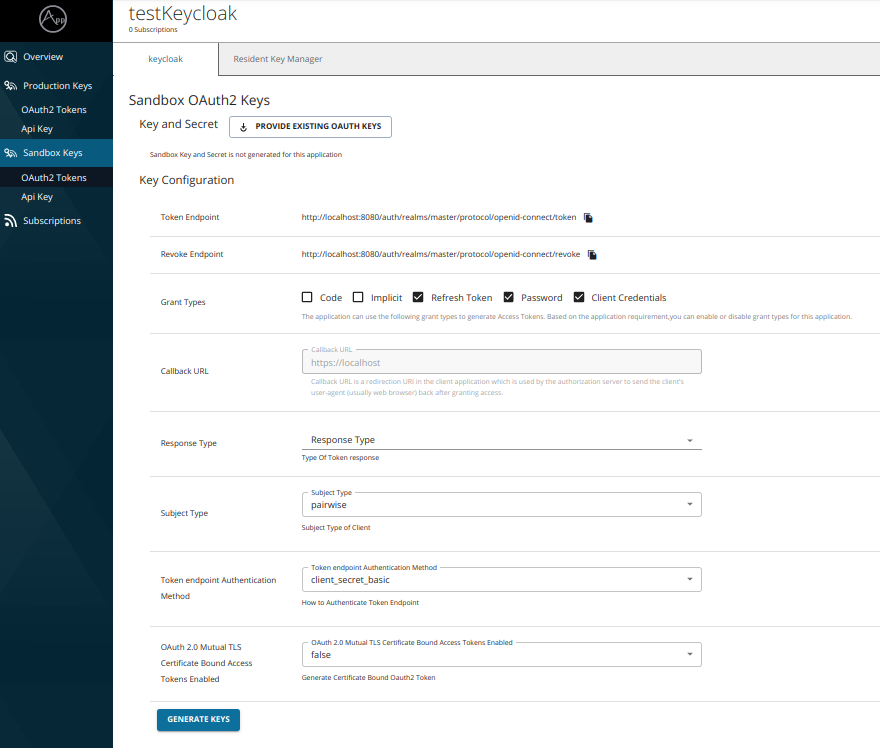 App
testKeycloak
0 Subscriptions
Overview
Production Keys
OAuth2 Tokens
Api Key
Sandbox Keys
OAuth2 Tokens
Api Key
Subscriptions
keycloak
Resident Key Manager
Sandbox OAuth2 Keys
Key and Secret
PROVIDE EXISTING OAUTH KEYS
Sandbox Key and Secret is not generated for this application
Key Configuration
Token Endpoint
http://localhost:8080/auth/realms/master/protocol/openid-connect/token
Revoke Endpoint
http://localhost:8080/auth/realms/master/protocol/openid-connect/revoke
Grant Types
Code
Implicit
Refresh Token
Password
Client Credentials
The application can use the following grant types to generate Access Tokens. Based on the application requirement,you can enable or disable grant types for this application.
Callback URL
Callback URL
https://localhost
Callback URL is a redirection URI in the client application which is used by the authorization server to send the client's
user-agent (usually web browser) back after granting access.
Response Type
Response Type
Type Of Token response
Subject Type
Subject Type
pairwise
Subject Type of Client
Token endpoint Authentication
Method
Token endpoint Authentication Method
client_secret_basic
How to Authenticate Token Endpoint
OAuth 2.0 Mutual TLS
Certificate Bound Access
Tokens Enabled
OAuth 2.0 Mutual TLS Certificate Bound Access Tokens Enabled
false
Generate Certificate Bound Oauth2 Token
GENERATE KEYS